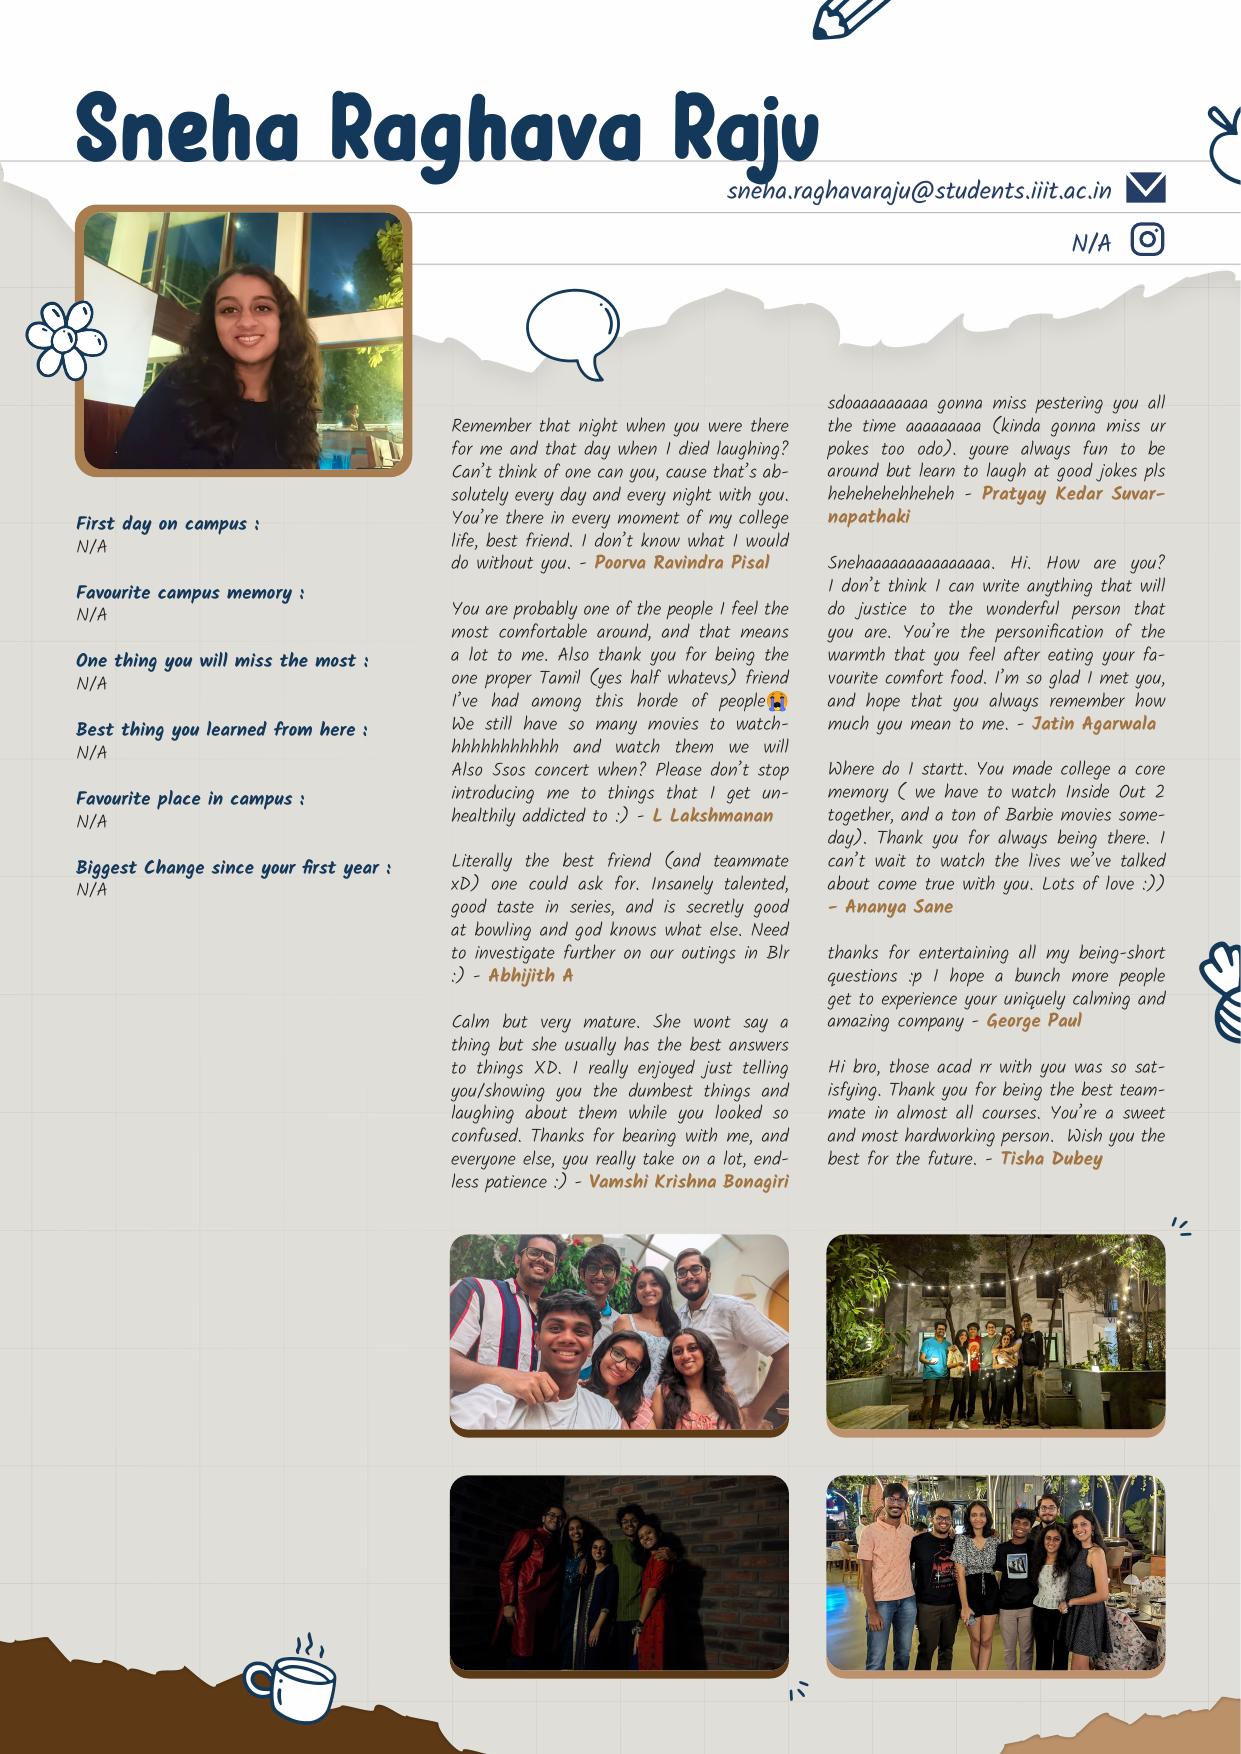 Sneha Raghava Raju
sneha.raghavaraju@students.iiit.ac.in
N/A
First day on campus :
N/A
Favourite campus memory :
N/A
One thing you will miss the most :
N/A
Best thing you learned from here :
N/A
Favourite place in campus :
N/A
Biggest Change since your first year :
N/A
Remember that night when you were there
for me and that day when I died laughing?
Can't think of one can you, cause that's ab-
solutely every day and every night with you.
You're there in every moment of my college
life, best friend. I don't know what I would
do without you. - Poorva Ravindra Pisal
You are probably one of the people I feel the
most comfortable around, and that means
a lot to me. Also thank you for being the
one proper Tamil (yes half whatevs) friend
I've had among this horde of people😭
We still have so many movies to watch-
hhhhhhhhhhh and watch them we will
Also 5sos concert when? Please don't stop
introducing me to things that I get un-
healthily addicted to :) - L Lakshmanan
Literally the best friend (and teammate
xD) one could ask for. Insanely talented,
good taste in series, and is secretly good
at bowling and god knows what else. Need
to investigate further on our outings in Blr
:) - Abhijith A
Calm but very mature. She wont say a
thing but she usually has the best answers
to things XD. I really enjoyed just telling
you/showing you the dumbest things and
laughing about them while you looked so
confused. Thanks for bearing with me, and
everyone else, you really take on a lot, end-
less patience :) - Vamshi Krishna Bonagiri
sdoaaaaaaaaa gonna miss pestering you all
the time aaaaaaaaa (kinda gonna miss ur
pokes too odo). youre always fun to be
around but learn to laugh at good jokes pls
hehehehehheheh - Pratyay Kedar Suvar-
napathaki
Snehaaaaaaaaaaaaaaa. Hi. How are you?
I don't think I can write anything that will
do justice to the wonderful person that
you are. You're the personification of the
warmth that you feel after eating your fa-
vourite comfort food. I'm so glad I met you,
and hope that you always remember how
much you mean to me. - Jatin Agarwala
Where do I startt. You made college a core
memory ( we have to watch Inside Out 2
together, and a ton of Barbie movies some-
day). Thank you for always being there. I
can't wait to watch the lives we've talked
about come true with you. Lots of love :))
- Ananya Sane
thanks for entertaining all my being-short
questions :p I hope a bunch more people
get to experience your uniquely calming and
amazing company - George Paul
Hi bro, those acad rr with you was so sat-
isfying. Thank you for being the best team-
mate in almost all courses. You're a sweet
and most hardworking person. Wish you the
best for the future. - Tisha Dubey